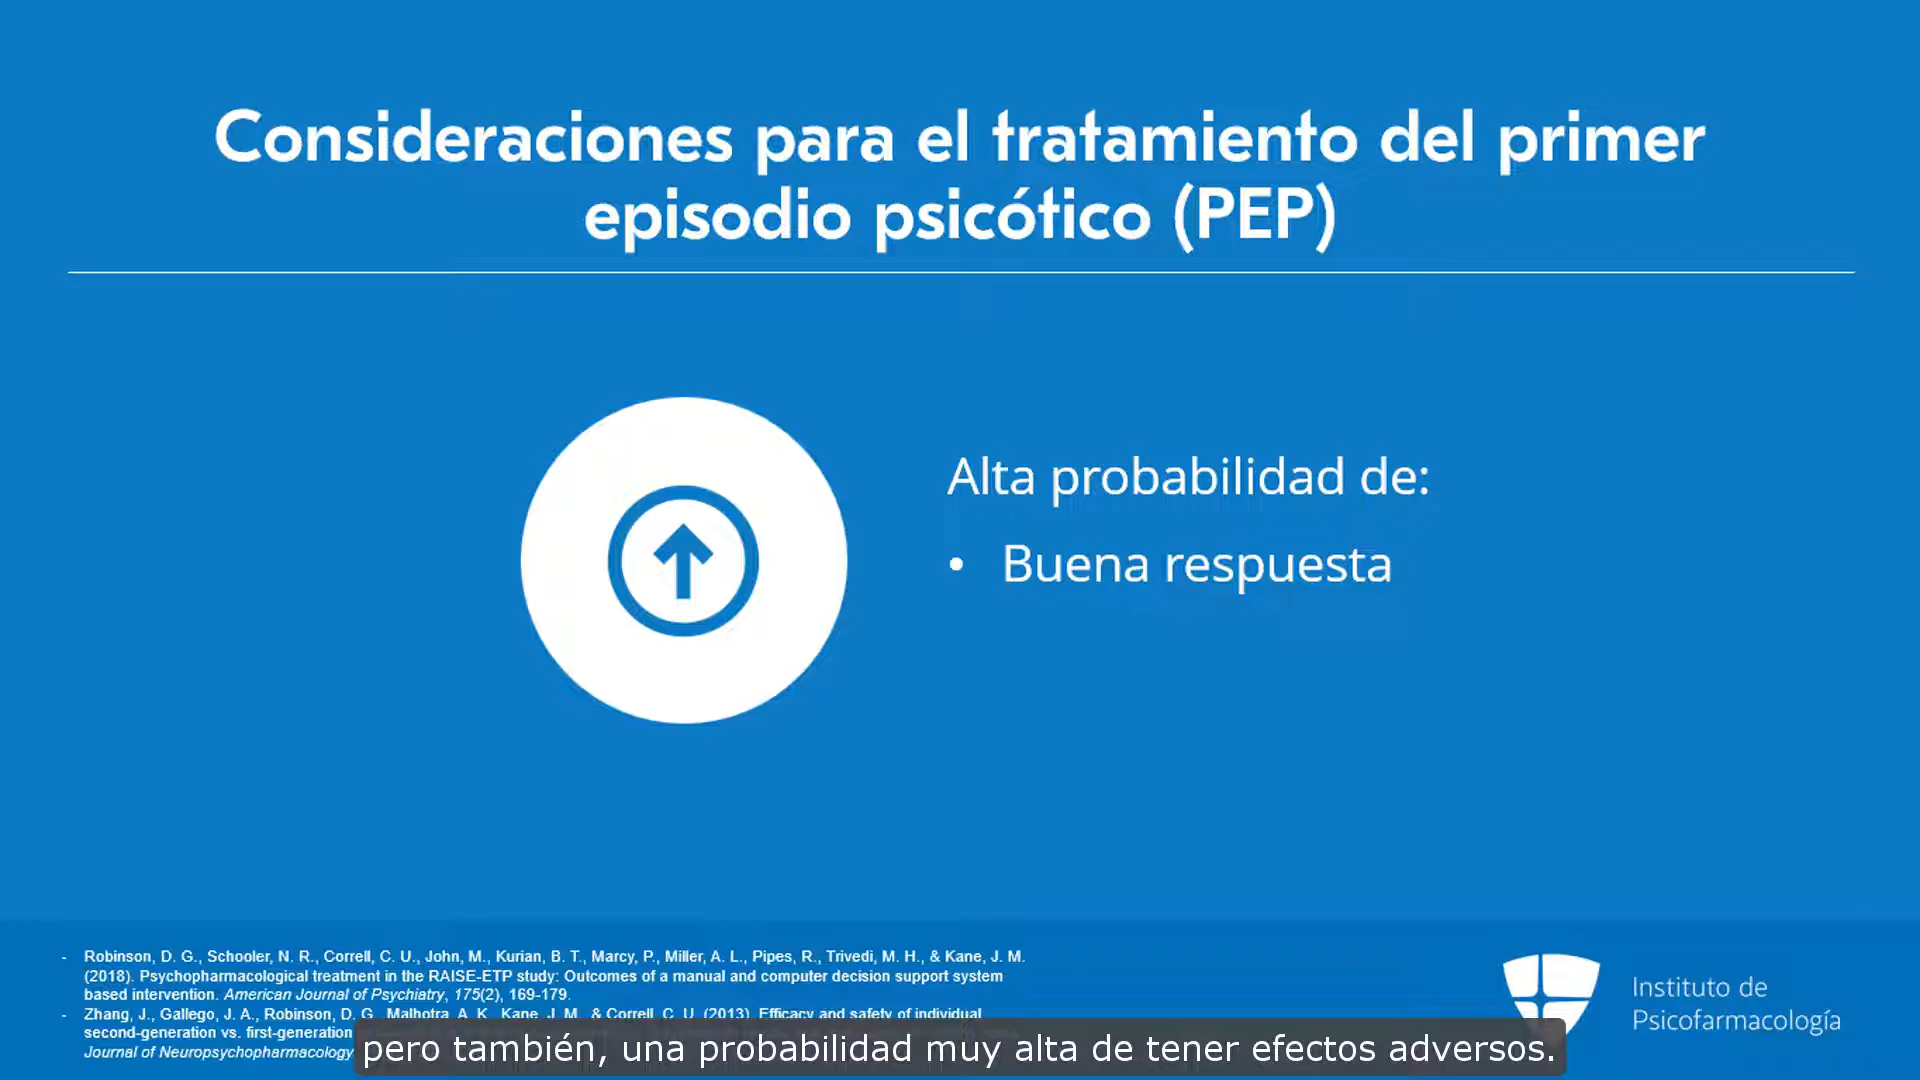 Consideraciones para el tratamiento del primer
episodio psicótico (PEP)
Alta probabilidad de:
• Buena respuesta
- Robinson, D. G., Schooler, N. R., Correll, C. U., John, M., Kurian, B. T., Marcy, P., Miller, A. L., Pipes, R., Trivedi, M. H., & Kane, J. M.
(2018). Psychopharmacological treatment in the RAISE-ETP study: Outcomes of a manual and computer decision support system
based intervention. American Journal of Psychiatry, 175(2), 169-179.
- Zhang, J., Gallego, J. A., Robinson, D. G., Malhotra, A. K., Kane, J. M., & Correll, C. U. (2013). Efficacy and safety of individual
second-generation vs. first-generation
Journal of Neuropsychopharmacology
pero también, una probabilidad muy alta de tener efectos adversos.
Instituto de
Psicofarmacología